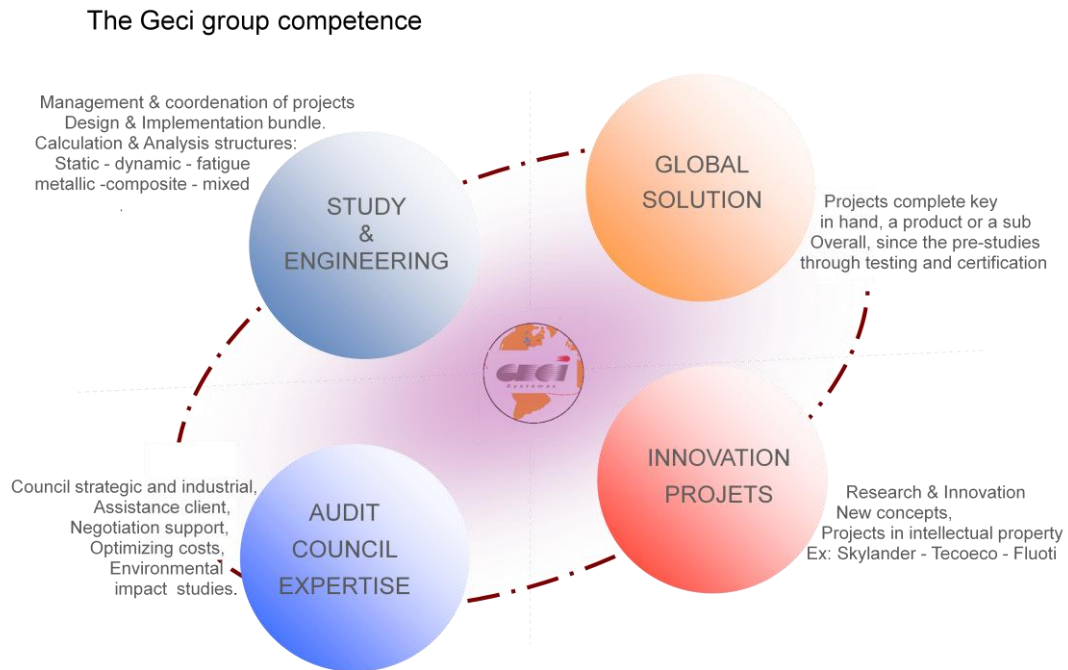 The Geci group competence
Management & coordenation of projects
Design & Implementation bundle.
Calculation & Analysis structures:
Static - dynamic - fatigue
metallic -composite - mixed
.
STUDY
&
ENGINEERING
GLOBAL
SOLUTION
Projects complete key
in hand, a product or a sub
Overall, since the pre-studies
through testing and certification
GECI
Systemes
Council strategic and industrial,
Assistance client,
Negotiation support,
Optimizing costs,
Environmental
impact studies.
AUDIT
COUNCIL
EXPERTISE
INNOVATION
PROJETS
Research & Innovation
New concepts,
Projects in intellectual property
Ex: Skylander - Tecoeco - Fluoti